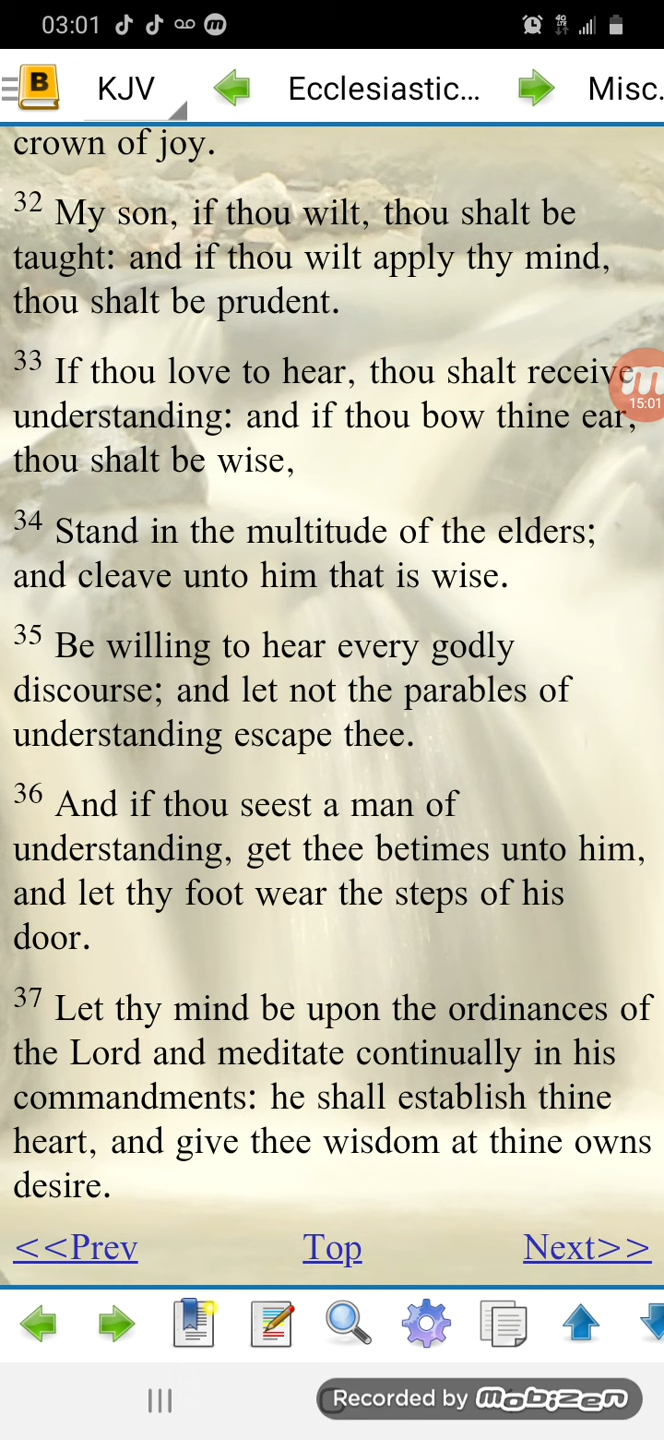 03:01
KJV Ecclesiastic... Misc.
crown of joy.
32 My son, if thou wilt, thou shalt be
taught: and if thou wilt apply thy mind,
thou shalt be prudent.
33 If thou love to hear, thou shalt receive
understanding: and if thou bow thine ear,
thou shalt be wise,
15:01
34 Stand in the multitude of the elders;
and cleave unto him that is wise.
35 Be willing to hear every godly
discourse; and let not the parables of
understanding escape thee.
36 And if thou seest a man of
understanding, get thee betimes unto him,
and let thy foot wear the steps of his
door.
37 Let thy mind be upon the ordinances of
the Lord and meditate continually in his
commandments: he shall establish thine
heart, and give thee wisdom at thine owns
desire.
<<Prev Top Next>>
Recorded by mobizen